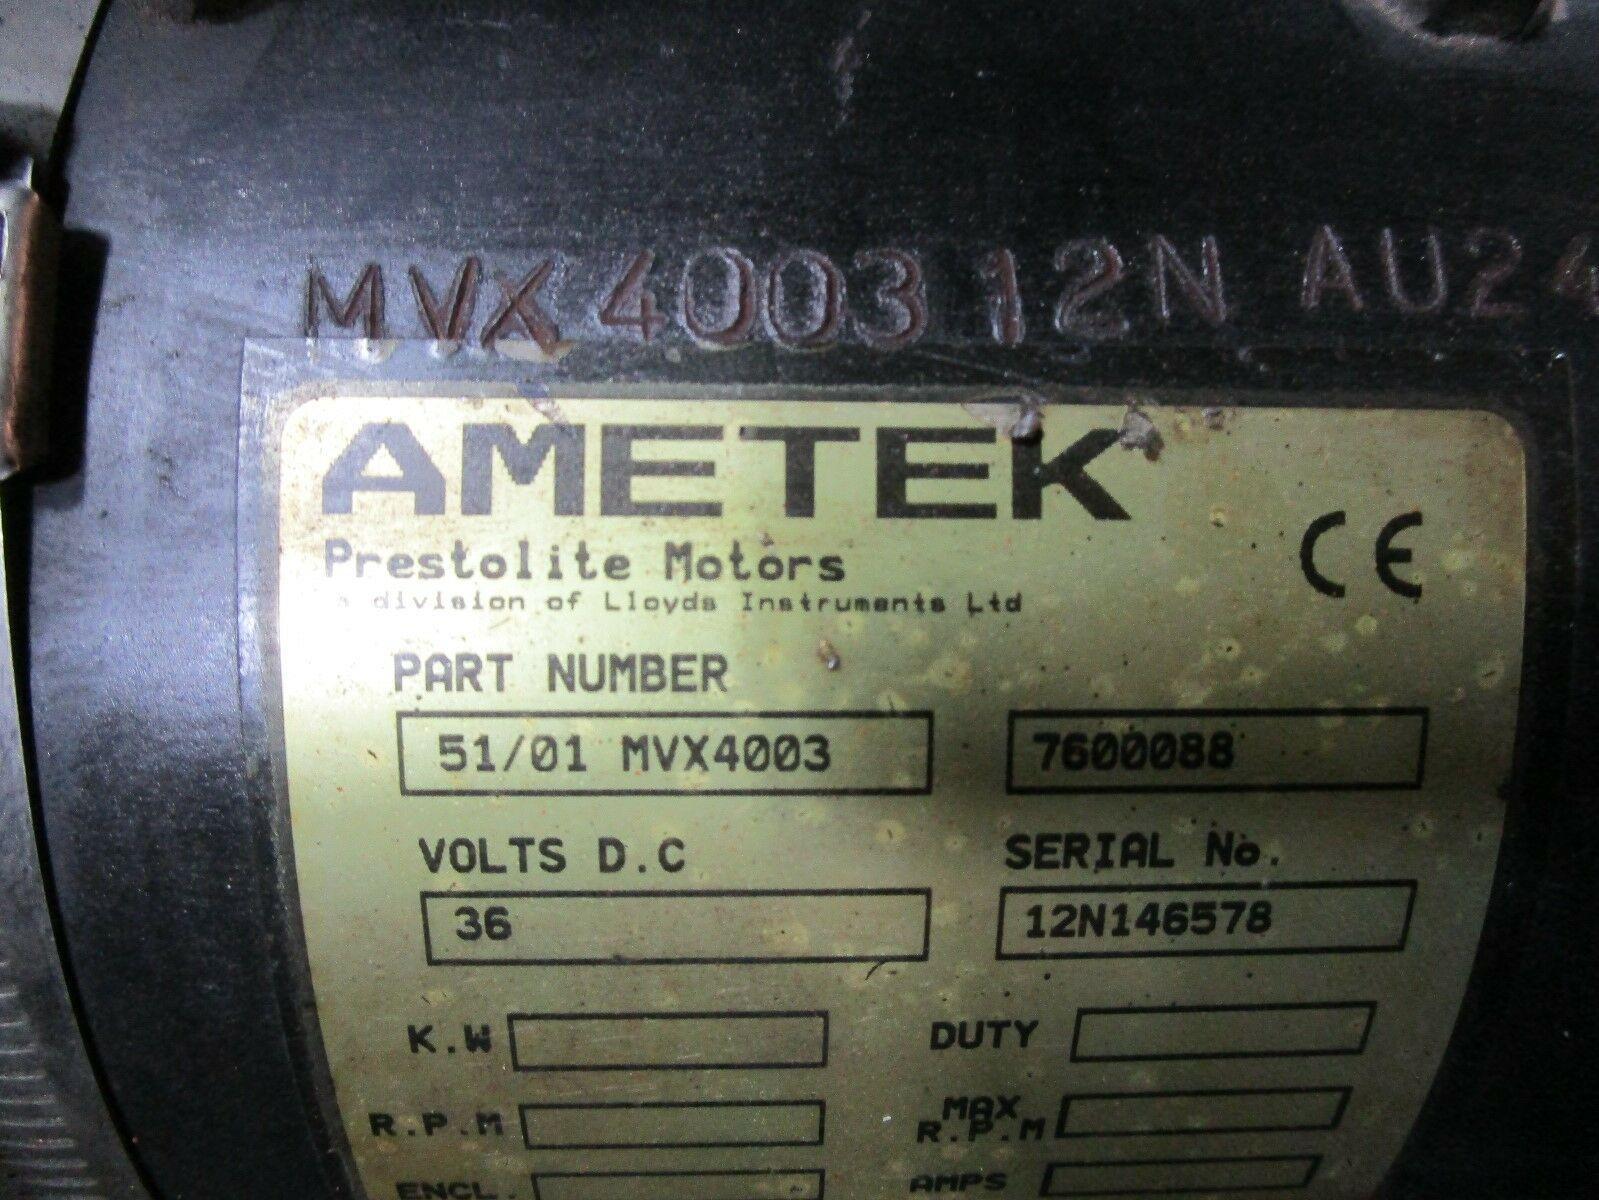 MVX 4003 12N AU24
AMETEK
Prestolite Motors
CE
a division of Lloyds Instruments Ltd
PART NUMBER
51/01 MVX4003 7600088
VOLTS D.C SERIAL No.
36 12N146578
K.W DUTY
R.P.M MAX R.P.M
ENCL. AMPS